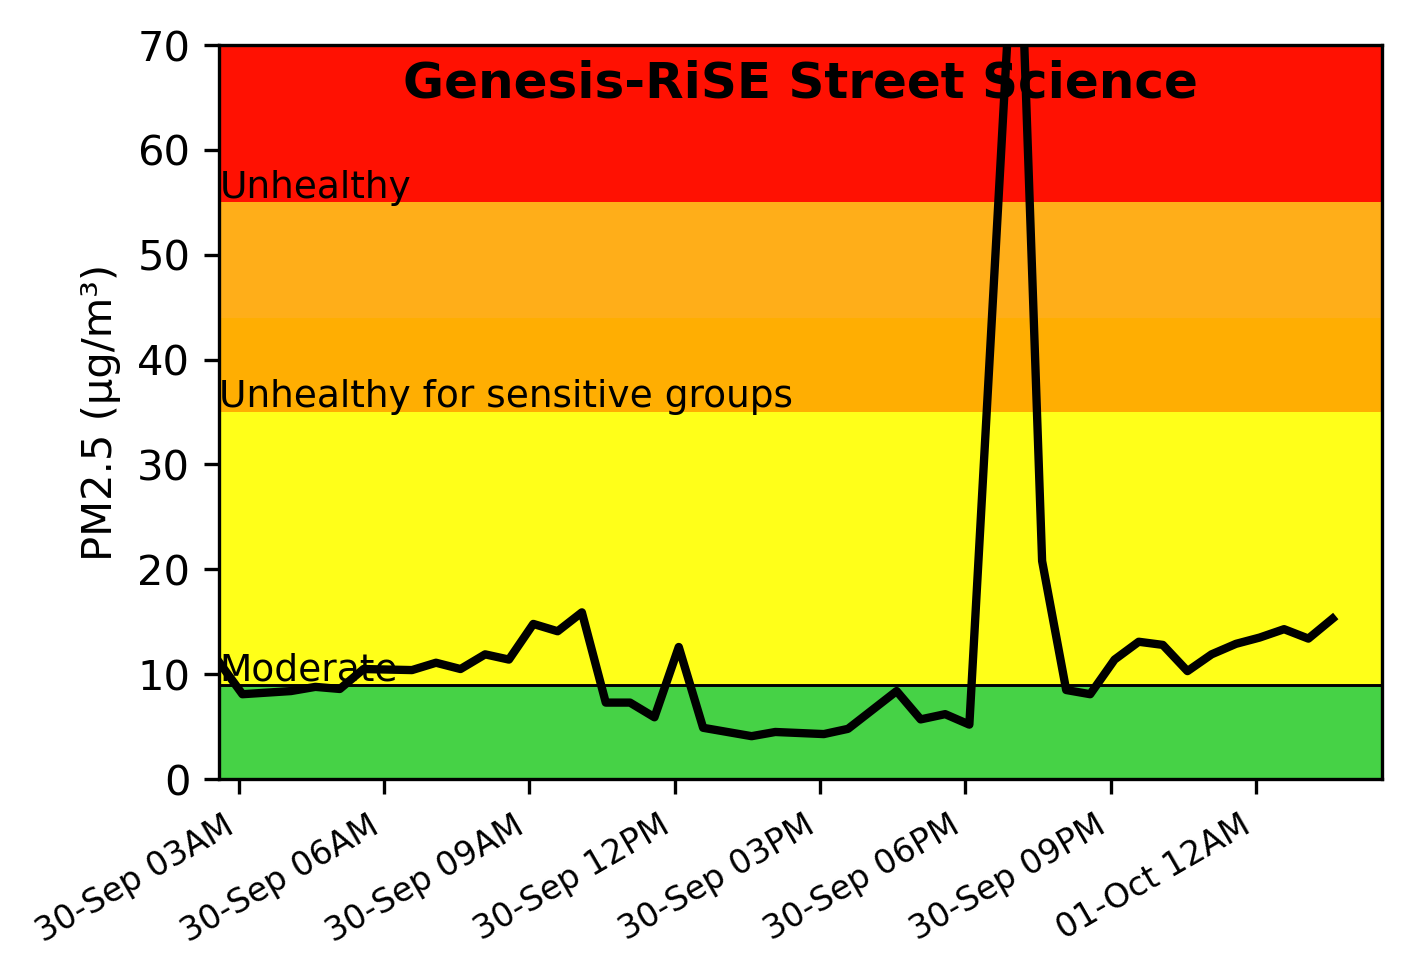 Genesis-RiSE Street Science
PM2.5 (µg/m³)
70
60
Unhealthy
50
40
Unhealthy for sensitive groups
30
20
Moderate
10
0
30-Sep 03AM
30-Sep 06AM
30-Sep 09AM
30-Sep 12PM
30-Sep 03PM
30-Sep 06PM
30-Sep 09PM
01-Oct 12AM